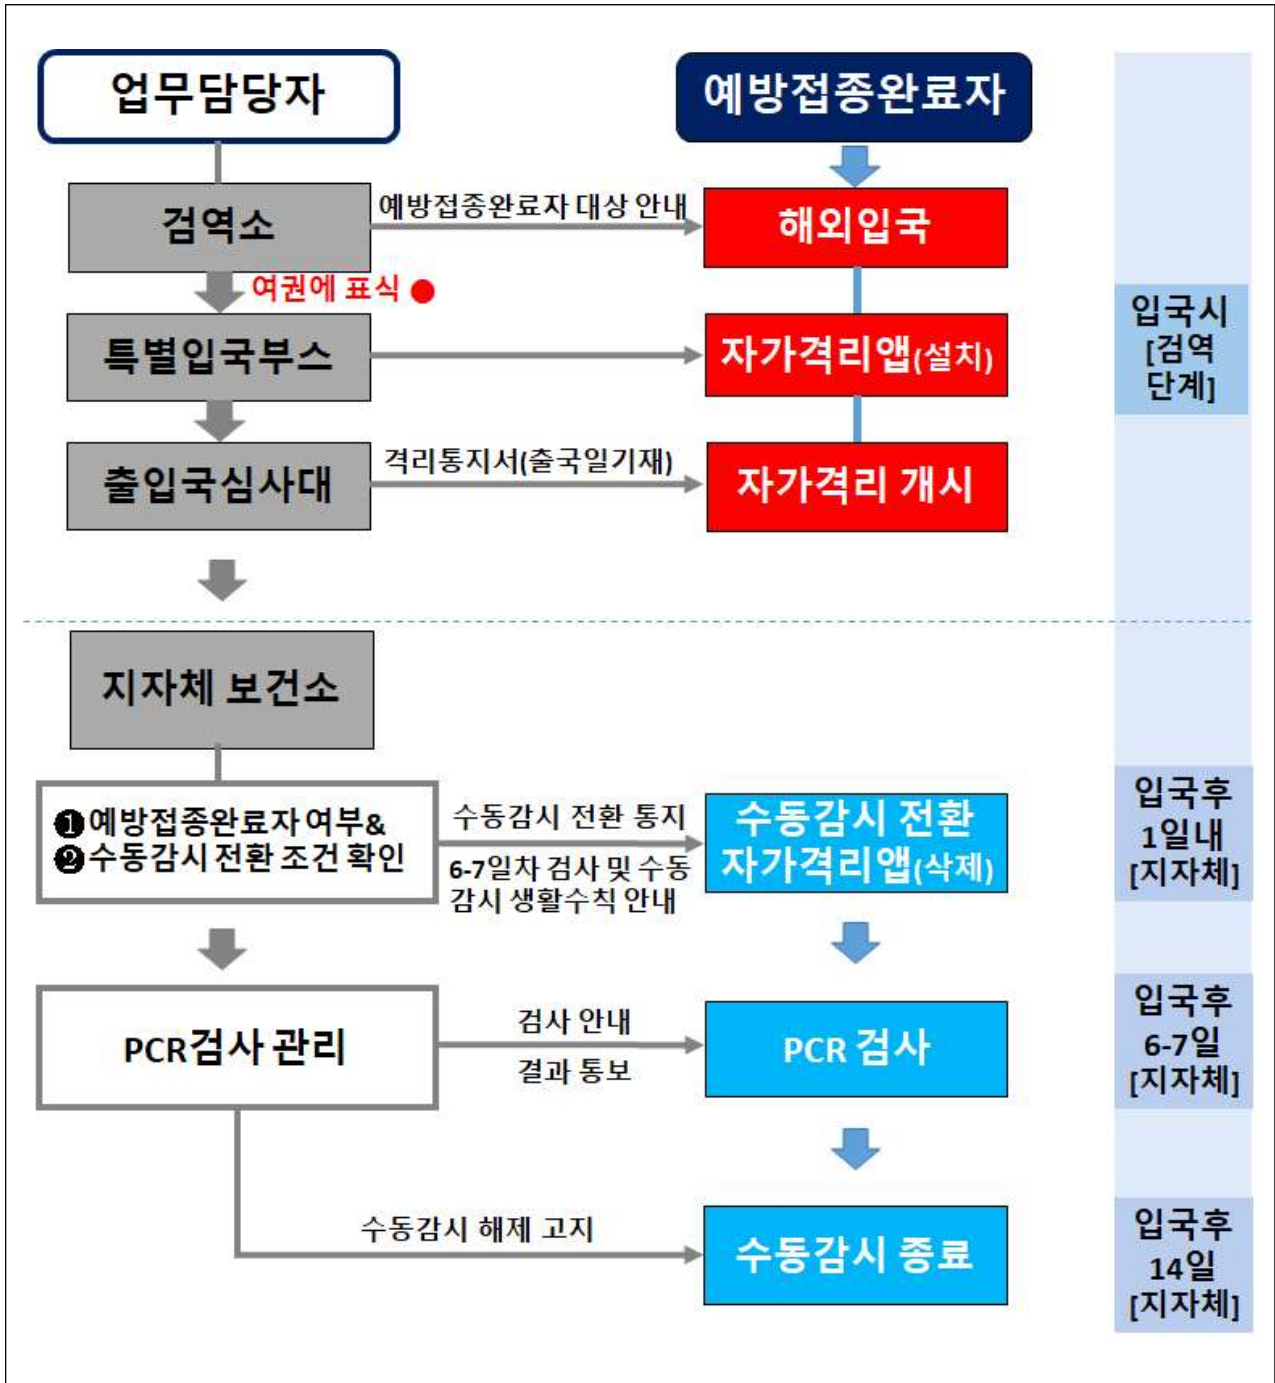 업무담당자
예방접종완료자
검역소
예방접종완료자 대상 안내
해외입국
여권에 표식 ●
특별입국부스
자가격리앱(설치)
입국시
[검역
단계]
출입국심사대
격리통지서(출국일기재)
자가격리 개시
지자체 보건소
❶예방접종완료자 여부&
❷수동감시 전환 조건 확인
수동감시 전환 통지
6-7일차 검사 및 수동
감시 생활수칙 안내
수동감시 전환
자가격리앱(삭제)
입국후
1일내
[지자체]
PCR검사 관리
검사 안내
결과 통보
PCR 검사
입국후
6-7일
[지자체]
수동감시 해제 고지
수동감시 종료
입국후
14일
[지자체]